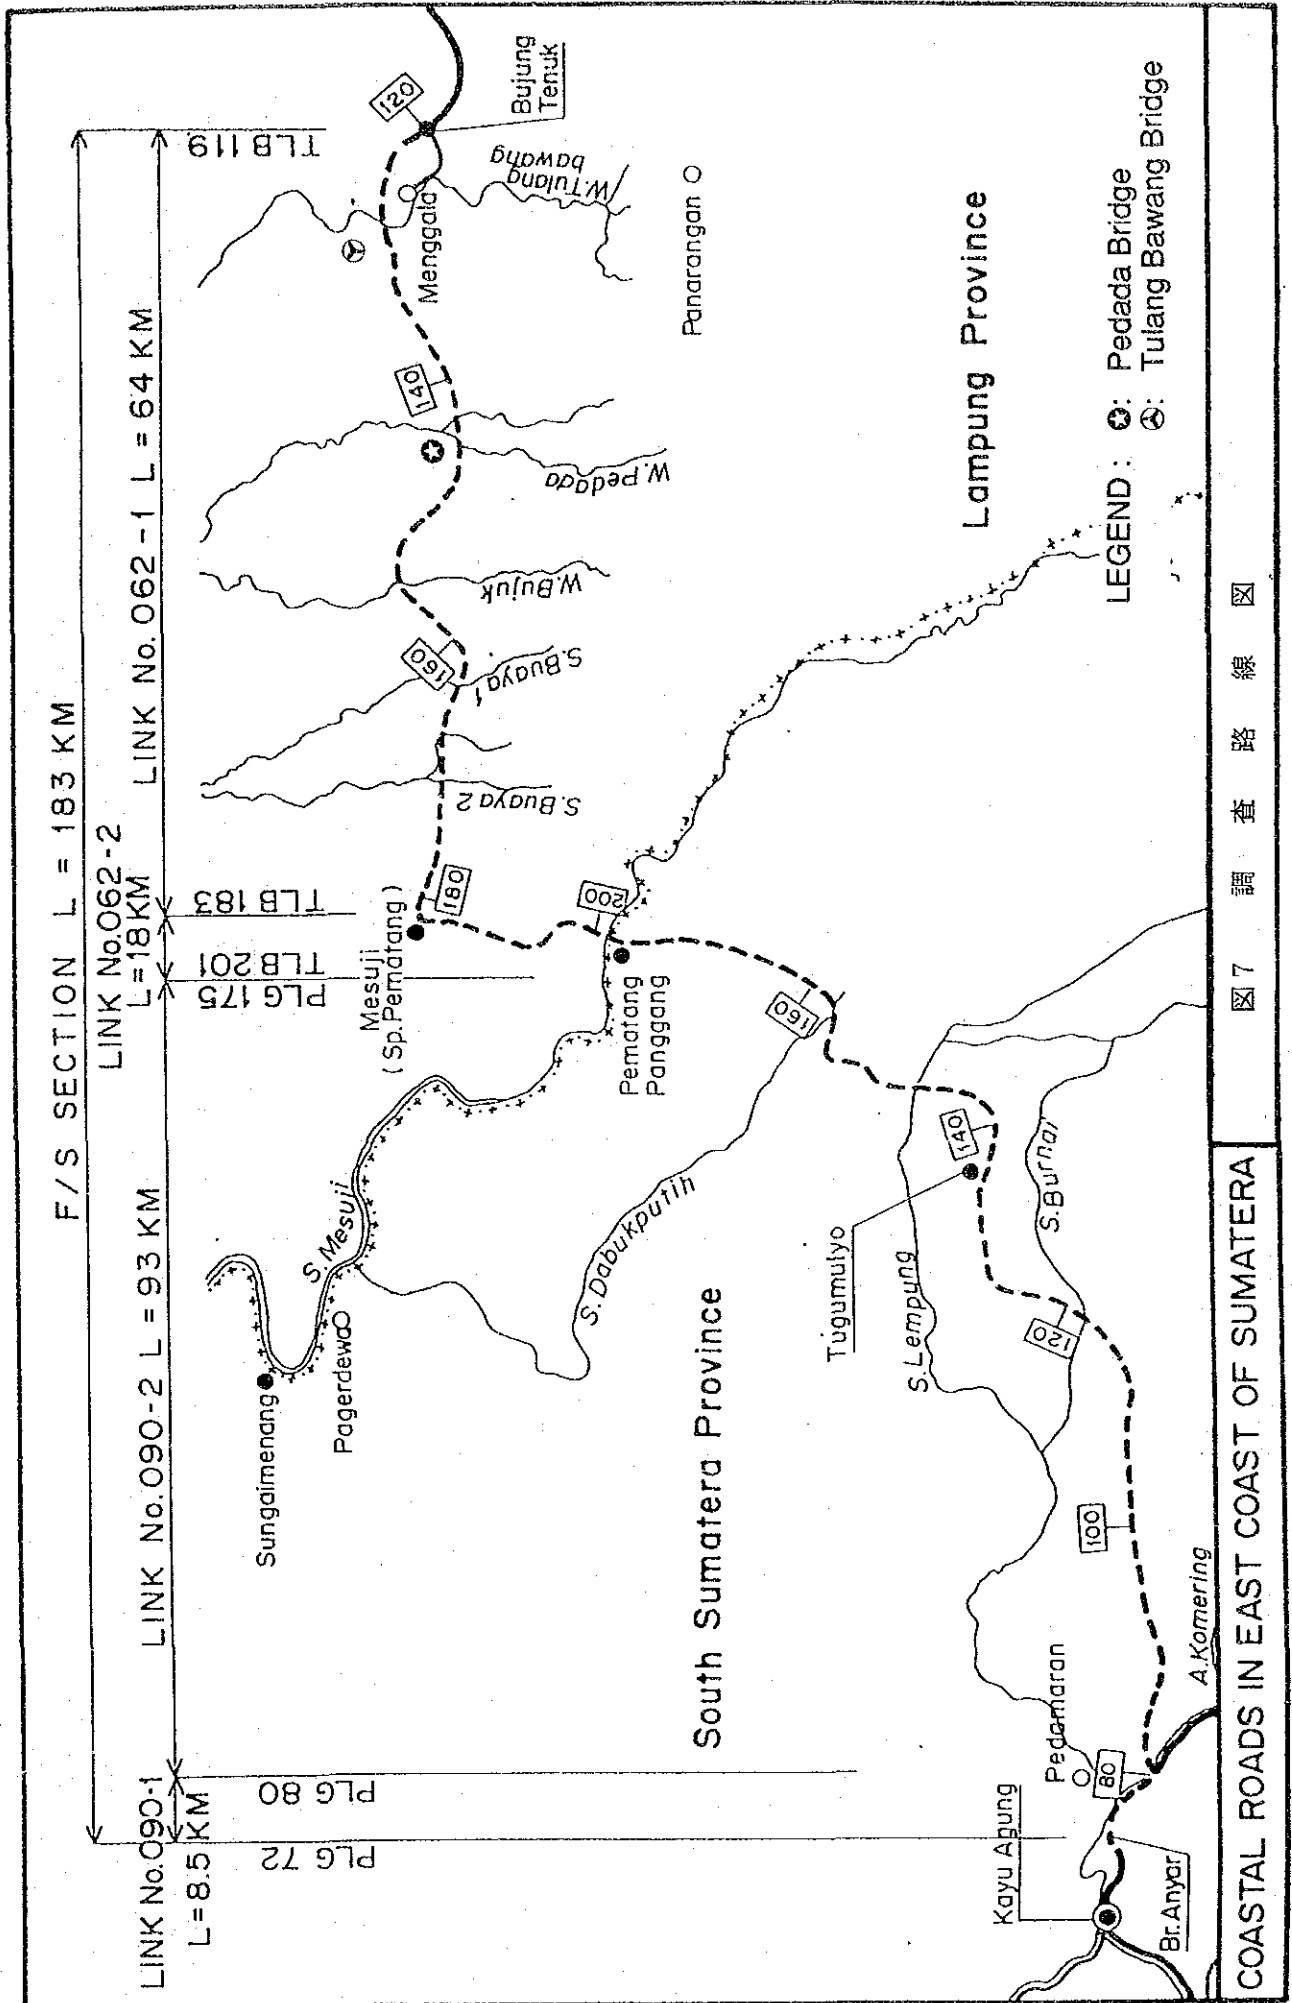 F/S SECTION L = 183 KM
LINK No.090-1
L=8.5 KM
LINK No.090-2 L=93 KM
LINK No.062-2
L=18KM
LINK No.062-1 L=64 KM
PLG 72
PLG 80
PLG 175
TLB 201
TLB 183
TLB 119
Sungaimenang
Pagerdewa
S.Mesuji
Mesuji
(Sp.Pematang)
180
200
Pematang
Panggang
S.Buaya 2
S.Buaya 1
160
W.Bujuk
W.Pedada
140
Menggala
W.Tulang
bawang
120
Bujung
Tenuk
Panarangan
S.Dabukputih
160
South Sumatera Province
Lampung Province
Tugumulyo
140
S.Lempung
S.Burnai
120
100
Pedamaran
80
Kayu Agung
Br.Anyar
A.Komering
LEGEND :
: Pedada Bridge
: Tulang Bawang Bridge
COASTAL ROADS IN EAST COAST OF SUMATERA
図7 調査路線図